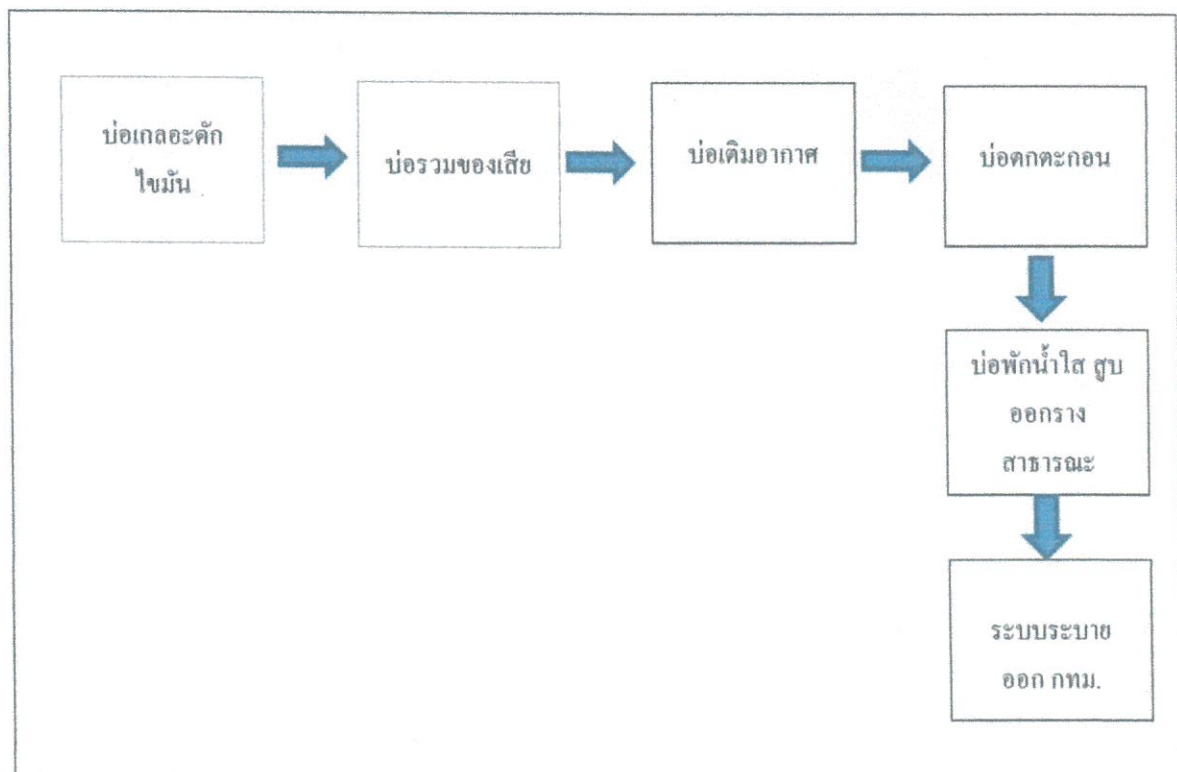 บ่อเกลอะดัก
ไขมัน
บ่อรวมของเสีย
บ่อเติมอากาศ
บ่อตกตะกอน
บ่อพักน้ำใส สูบ
ออกราง
สาธารณะ
ระบบระบาย
ออก กทม.